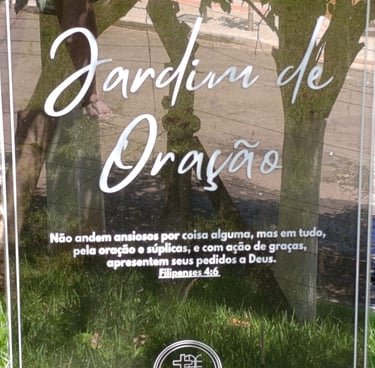 Jardim de
Oração
Não andem ansiosos por coisa alguma, mas em tudo,
pela oração e súplicas, e com ação de graças,
apresentem seus pedidos a Deus.
Filipenses 4:6